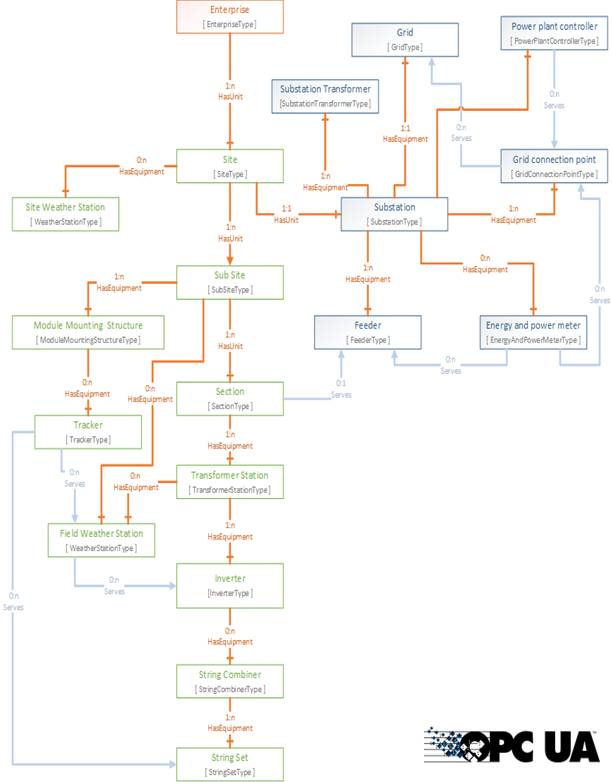 Enterprise
[ EnterpriseType]
1:n
HasUnit
Grid
[ GridType]
Power plant controller
[PowerPlantControllerType]
Substation Transformer
[SubstationTransformerType]
1:1
HasEquipment
0:n
Serves
0:n
Serves
Site
[SiteType]
0:n
HasEquipment
1:n
HasEquipment
Grid connection point
[GridConnectionPointType]
Site Weather Station
[WeatherStationType]
1:1
HasUnit
Substation
[SubstationType]
1:n
HasEquipment
1:n
HasUnit
0:n
HasEquipment
1:n
HasEquipment
Sub Site
[ SubSiteType]
1:n
HasEquipment
0:n
Serves
Module Mounting Structure
[ ModuleMountingStructureType]
1:n
HasUnit
Feeder
[FeederType]
Energy and power meter
[EnergyAndPowerMeterType]
0:n
Serves
0:n
HasEquipment
0:n
HasEquipment
0:1
Serves
Section
[SectionType]
Tracker
[TrackerType]
1:n
HasEquipment
0:n
Serves
0:n
HasEquipment
Transformer Station
[ TransformerStationType]
Field Weather Station
[WeatherStationType]
1:n
HasEquipment
0:n
Serves
Inverter
[InverterType]
0:n
Serves
0:n
HasEquipment
String Combiner
[ StringCombinerType]
1:n
HasEquipment
String Set
[ StringSetType]
OPC UA™